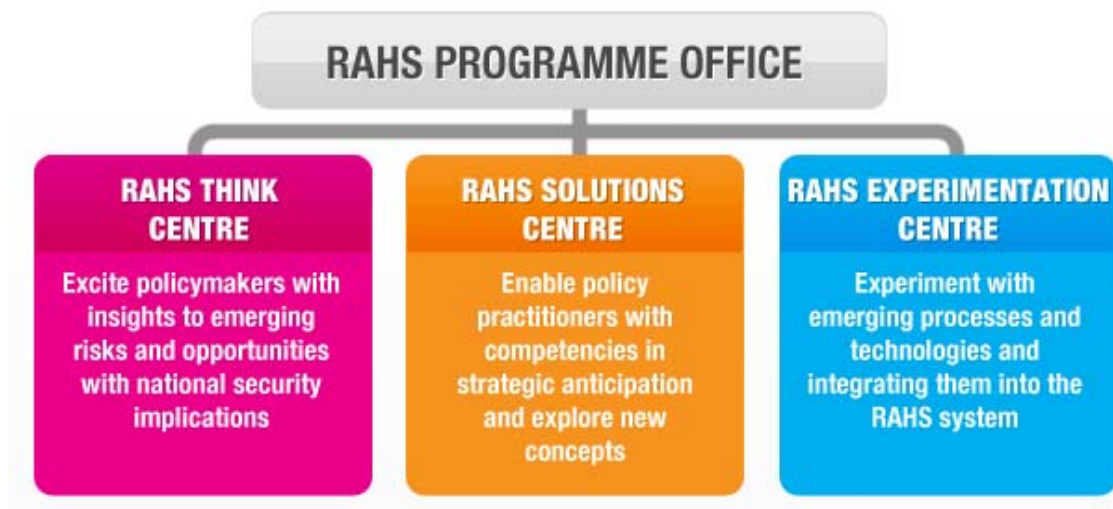 RAHS PROGRAMME OFFICE
RAHS THINK
CENTRE
Excite policymakers with
insights to emerging
risks and opportunities
with national security
implications
RAHS SOLUTIONS
CENTRE
Enable policy
practitioners with
competencies in
strategic anticipation
and explore new
concepts
RAHS EXPERIMENTATION
CENTRE
Experiment with
emerging processes and
technologies and
integrating them into the
RAHS system